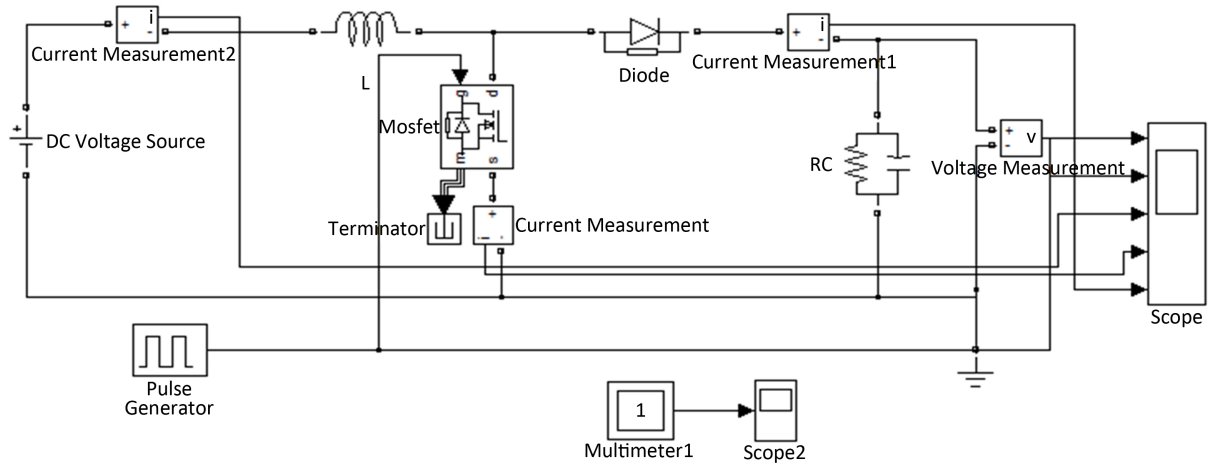 i
Current Measurement2
L
Diode
i
Current Measurement1
DC Voltage Source
g
d
Mosfet
m
s
RC
v
Voltage Measurement
Terminator
i
Current Measurement
Scope
Pulse
Generator
1
Multimeter1
Scope2